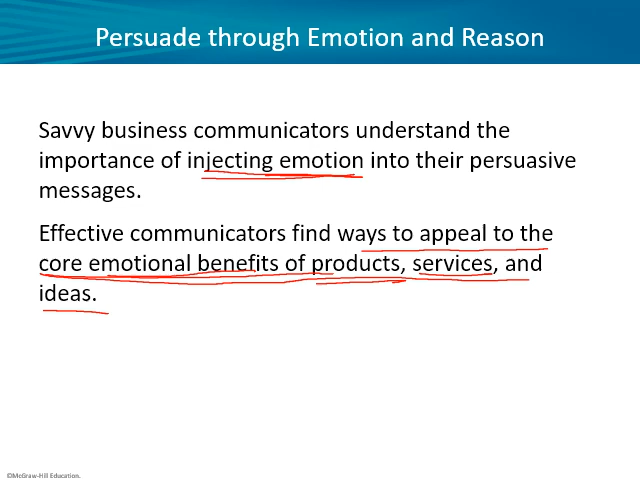 Persuade through Emotion and Reason
Savvy business communicators understand the
importance of injecting emotion into their persuasive
messages.
Effective communicators find ways to appeal to the
core emotional benefits of products, services, and
ideas.
©McGraw-Hill Education.